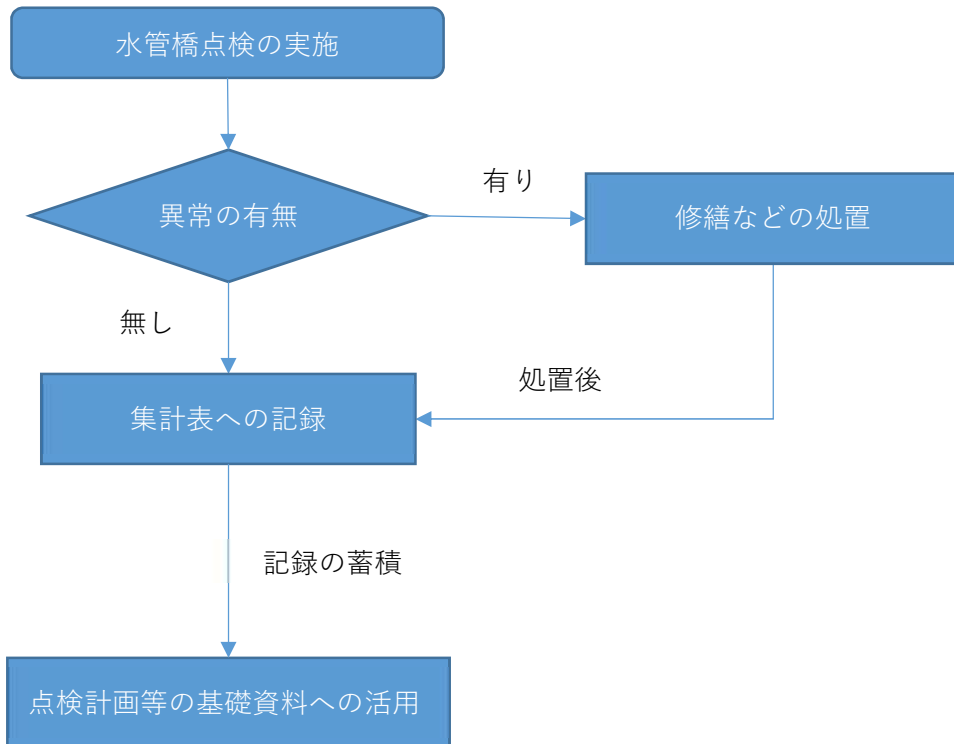 水管橋点検の実施
異常の有無
有り
修繕などの処置
無し
処置後
集計表への記録
記録の蓄積
点検計画等の基礎資料への活用